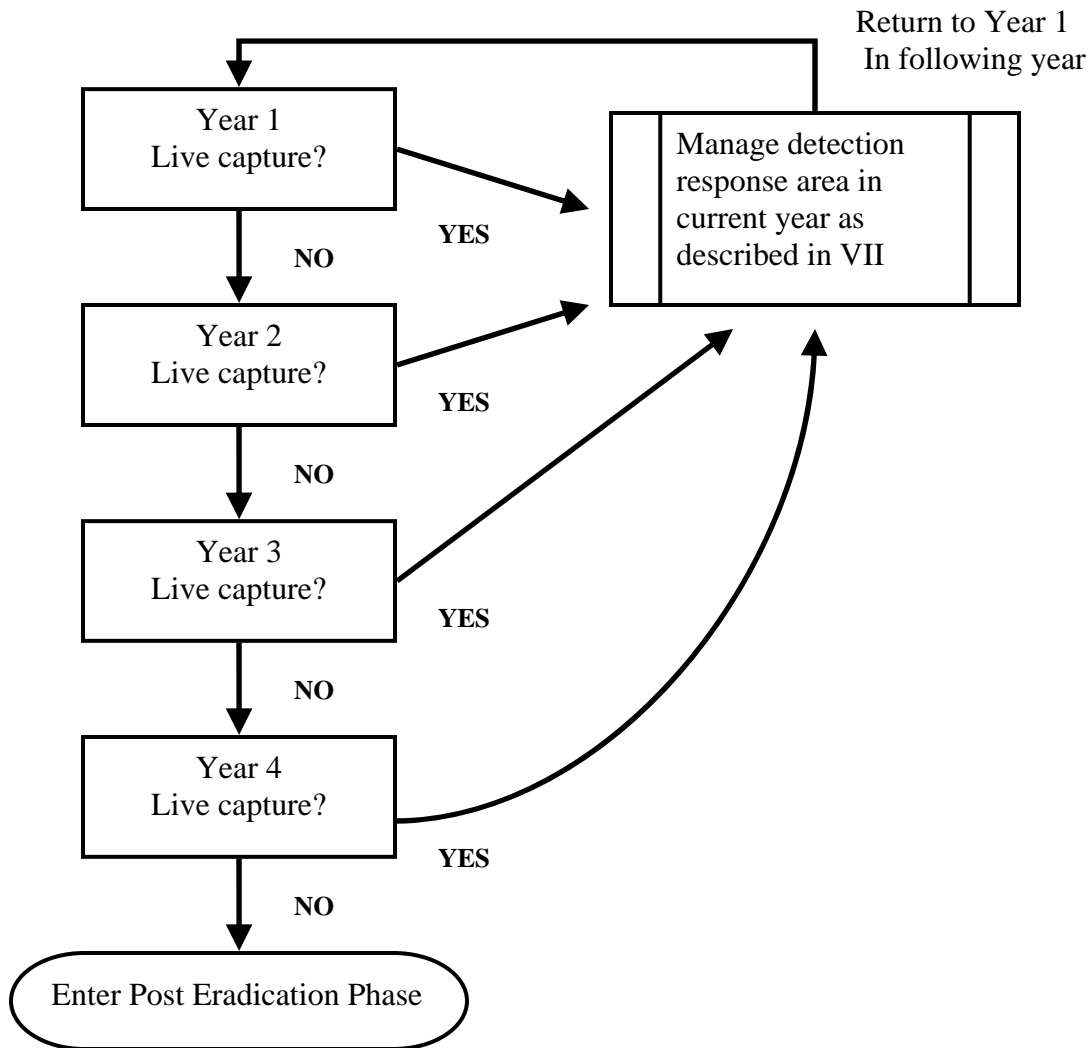 Return to Year 1
In following year
Year 1
Live capture?
Manage detection
response area in
current year as
described in VII
YES
NO
Year 2
Live capture?
YES
NO
Year 3
Live capture?
YES
NO
Year 4
Live capture?
YES
NO
Enter Post Eradication Phase